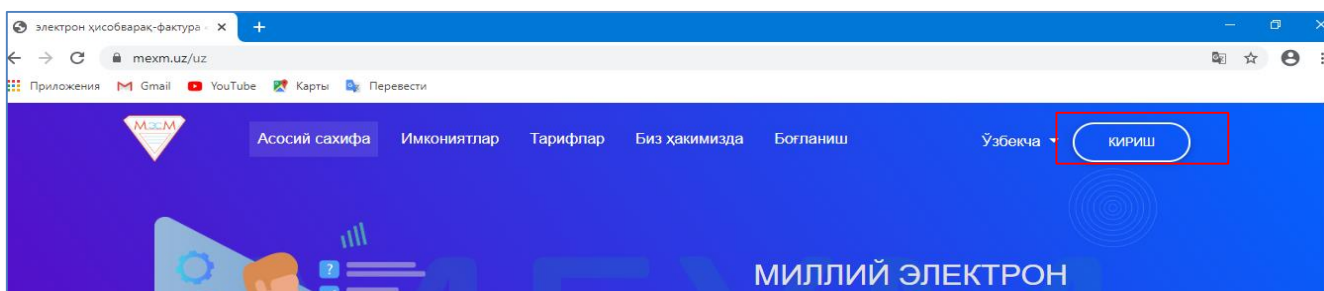 электрон ҳисобварақ-фактура -
mexm.uz/uz
Приложения Gmail YouTube Карты Перевести
МЭСМ Асосий сахифа Имкониятлар Тарифлар Биз ҳакимизда Боғланиш Ўзбекча КИРИШ
?
МИЛЛИЙ ЭЛЕКТРОН